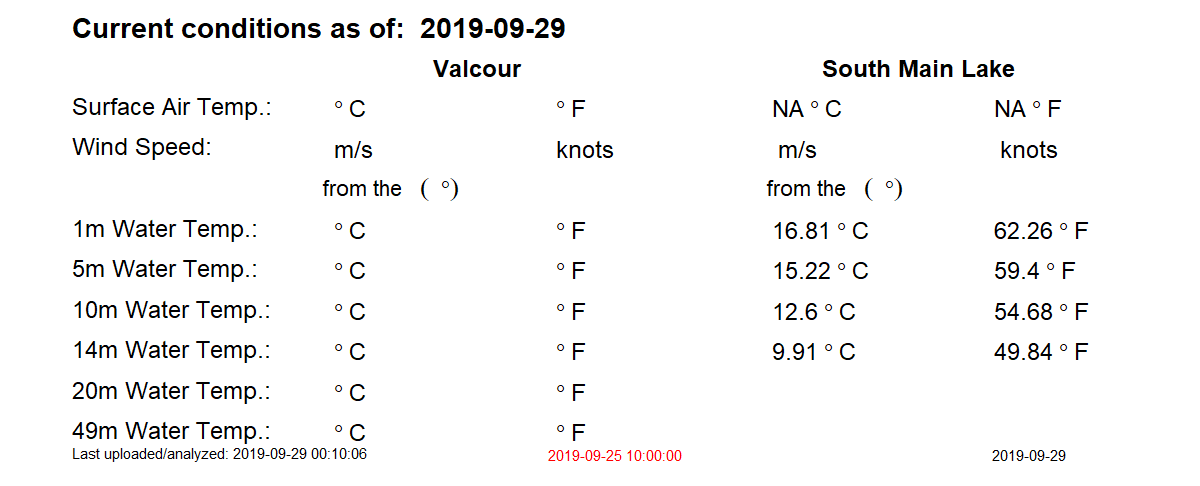 Current conditions as of: 2019-09-29
Valcour South Main Lake
Surface Air Temp.: ° C ° F NA ° C NA ° F
Wind Speed: m/s knots m/s knots
from the ( °) from the ( °)
1m Water Temp.: ° C ° F 16.81 ° C 62.26 ° F
5m Water Temp.: ° C ° F 15.22 ° C 59.4 ° F
10m Water Temp.: ° C ° F 12.6 ° C 54.68 ° F
14m Water Temp.: ° C ° F 9.91 ° C 49.84 ° F
20m Water Temp.: ° C ° F
49m Water Temp.: ° C ° F
Last uploaded/analyzed: 2019-09-29 00:10:06 2019-09-25 10:00:00 2019-09-29